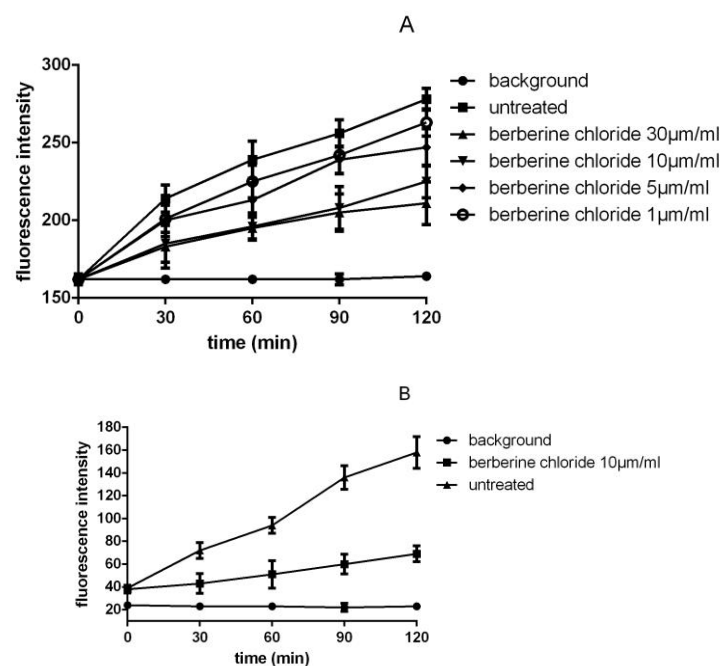 A
300
250
200
150
fluorescence intensity
0 30 60 90 120
time (min)
background
untreated
berberine chloride 30µm/ml
berberine chloride 10µm/ml
berberine chloride 5µm/ml
berberine chloride 1µm/ml
B
180
160
140
120
100
80
60
40
20
fluorescence intensity
0 30 60 90 120
time (min)
background
berberine chloride 10µm/ml
untreated